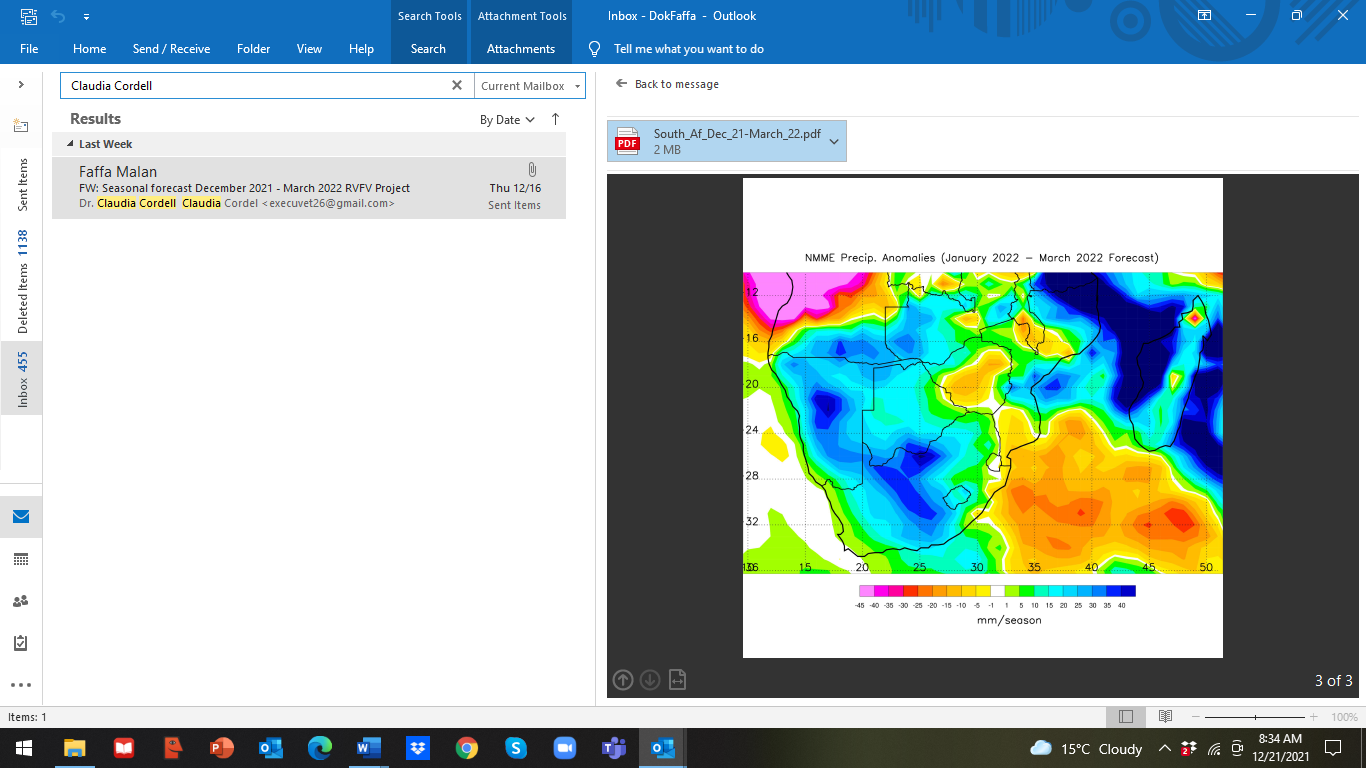 Search Tools Attachment Tools Inbox - DokFaffa - Outlook
File Home Send / Receive Folder View Help Search Attachments Tell me what you want to do
Claudia Cordell Current Mailbox
Results By Date
Last Week
Faffa Malan
FW: Seasonal forecast December 2021 - March 2022 RVFV Project Thu 12/16
Dr. Claudia Cordell Claudia Cordel <execuvet26@gmail.com> Sent Items
Sent Items
Deleted Items 1138
Inbox 455
Back to message
PDF
South_Af_Dec_21-March_22.pdf
2 MB
NMME Precip. Anomalies (January 2022 – March 2022 Forecast)
-12
-16
-20
-24
-28
-32
15 20 25 30 35 40 45 50
-45 -40 -35 -30 -25 -20 -15 -10 -5 -1 1 5 10 15 20 25 30 35 40
mm/season
3 of 3
Items: 1 100%
15°C Cloudy 8:34 AM
12/21/2021